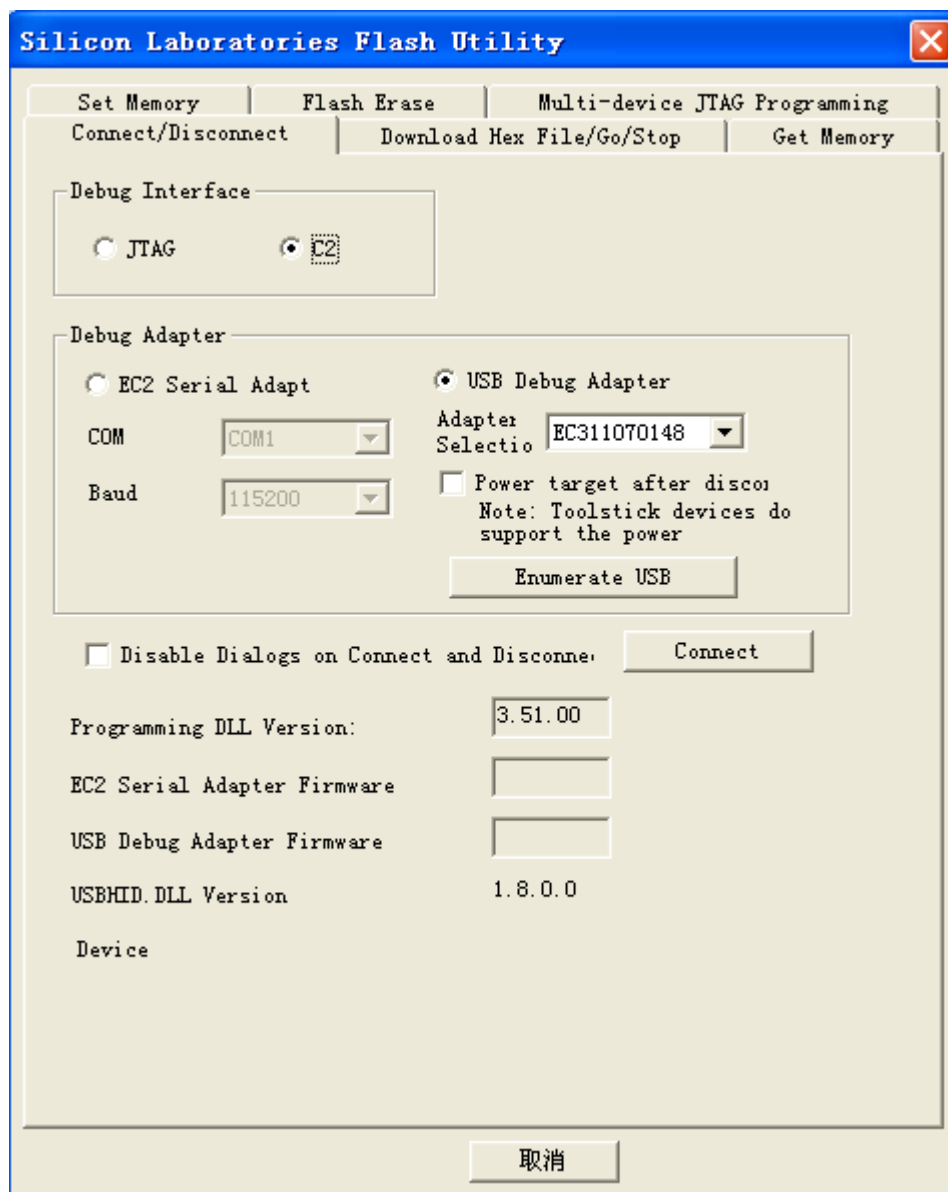 Silicon Laboratories Flash Utility
Set Memory
Flash Erase
Multi-device JTAG Programming
Connect/Disconnect
Download Hex File/Go/Stop
Get Memory
Debug Interface
JTAG
C2
Debug Adapter
EC2 Serial Adapt
USB Debug Adapter
COM
COM1
Adapter
Selectio
EC311070148
Baud
115200
Power target after discon
Note: Toolstick devices do
support the power
Enumerate USB
Disable Dialogs on Connect and Disconne
Connect
Programming DLL Version:
3.51.00
EC2 Serial Adapter Firmware
USB Debug Adapter Firmware
USBHID.DLL Version
1.8.0.0
Device
取消